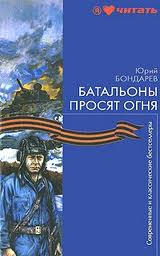 Я ♥ читать
Юрий
БОНДАРЕВ
БАТАЛЬОНЫ
ПРОСЯТ ОГНЯ
Современные и классические бестселлеры